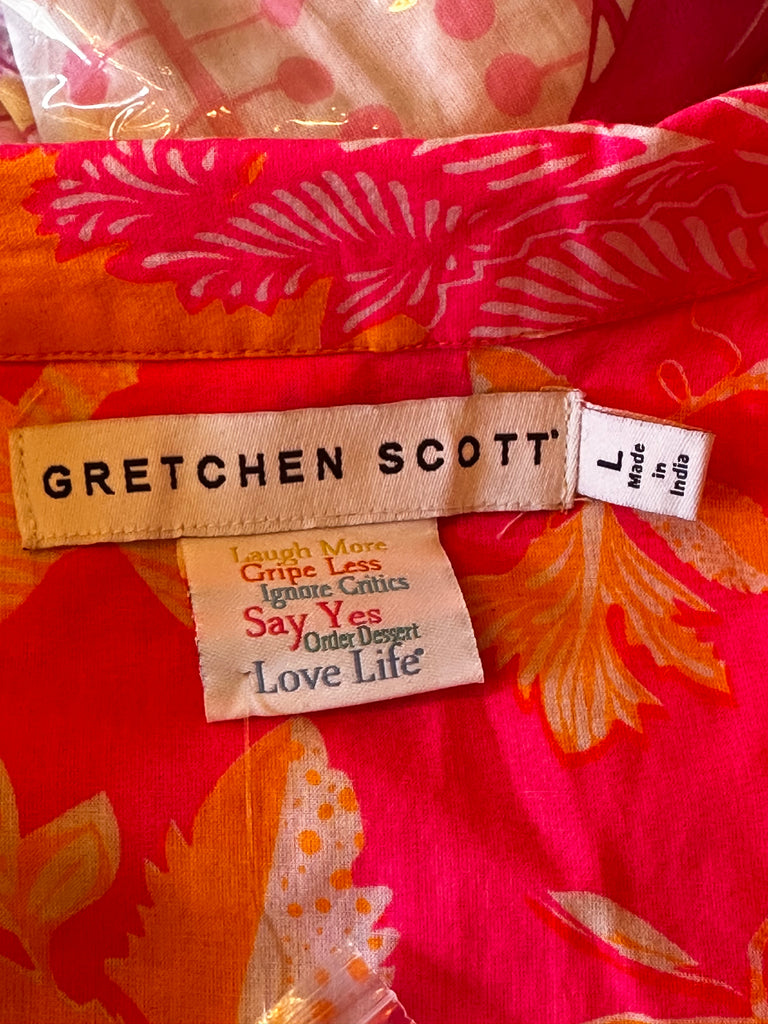 GRETCHEN SCOTT
L
Made
in
India
Laugh More
Gripe Less
Ignore Critics
Say Yes
Order Dessert
Love Life®